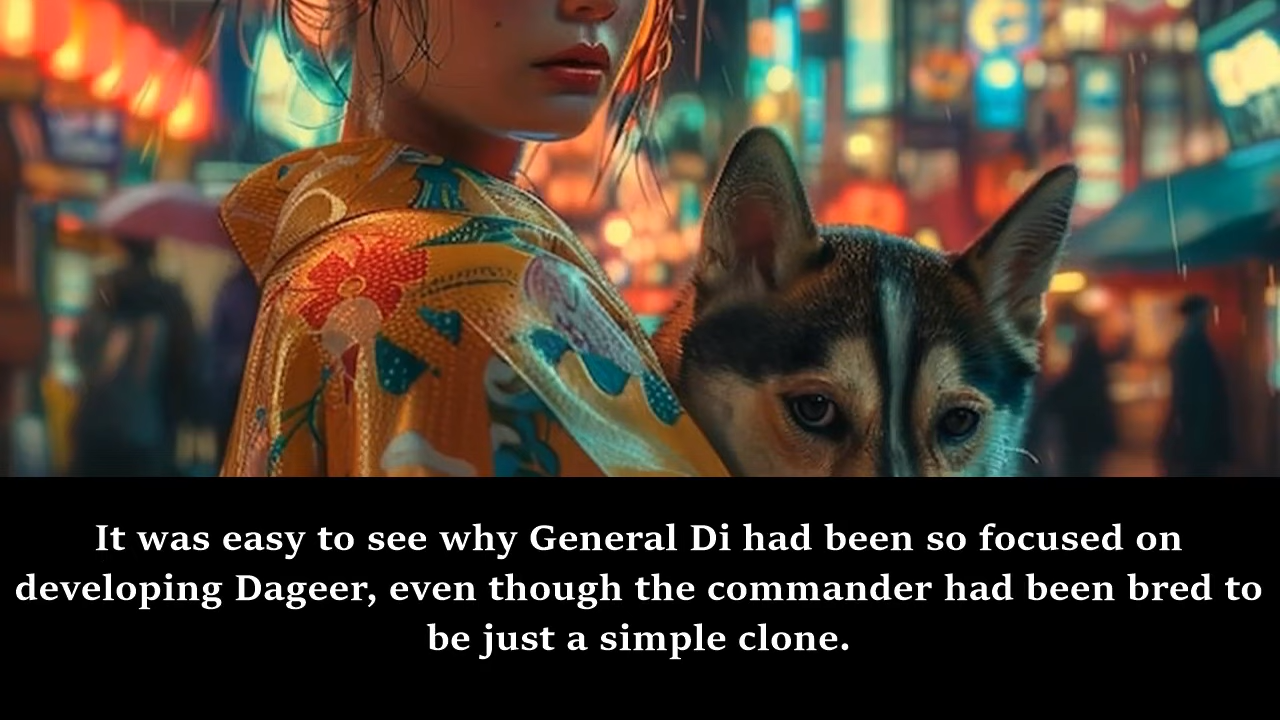 It was easy to see why General Di had been so focused on
developing Dageer, even though the commander had been bred to
be just a simple clone.